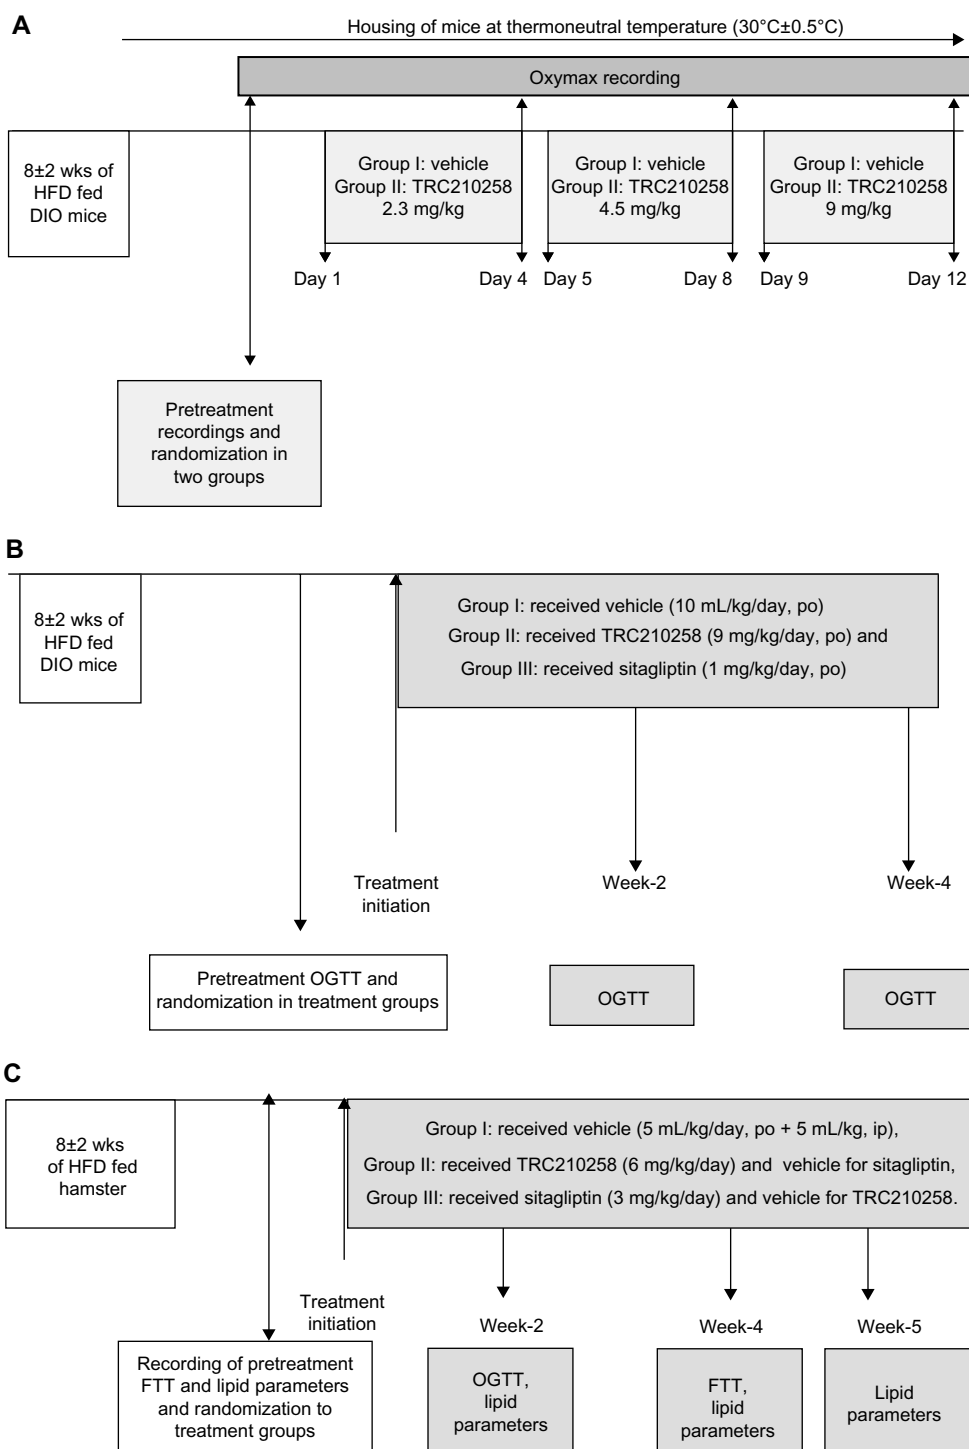 A
Housing of mice at thermoneutral temperature (30°C±0.5°C)
Oxymax recording
8±2 wks of
HFD fed
DIO mice
Group I: vehicle
Group II: TRC210258
2.3 mg/kg
Group I: vehicle
Group II: TRC210258
4.5 mg/kg
Group I: vehicle
Group II: TRC210258
9 mg/kg
Day 1
Day 4
Day 5
Day 8
Day 9
Day 12
Pretreatment
recordings and
randomization in
two groups
B
8±2 wks of
HFD fed
DIO mice
Group I: received vehicle (10 mL/kg/day, po)
Group II: received TRC210258 (9 mg/kg/day, po) and
Group III: received sitagliptin (1 mg/kg/day, po)
Treatment
initiation
Week-2
Week-4
Pretreatment OGTT and
randomization in treatment groups
OGTT
OGTT
C
8±2 wks
of HFD fed
hamster
Group I: received vehicle (5 mL/kg/day, po + 5 mL/kg, ip),
Group II: received TRC210258 (6 mg/kg/day) and vehicle for sitagliptin,
Group III: received sitagliptin (3 mg/kg/day) and vehicle for TRC210258.
Treatment
initiation
Week-2
Week-4
Week-5
Recording of pretreatment
FTT and lipid parameters
and randomization to
treatment groups
OGTT,
lipid
parameters
FTT,
lipid
parameters
Lipid
parameters